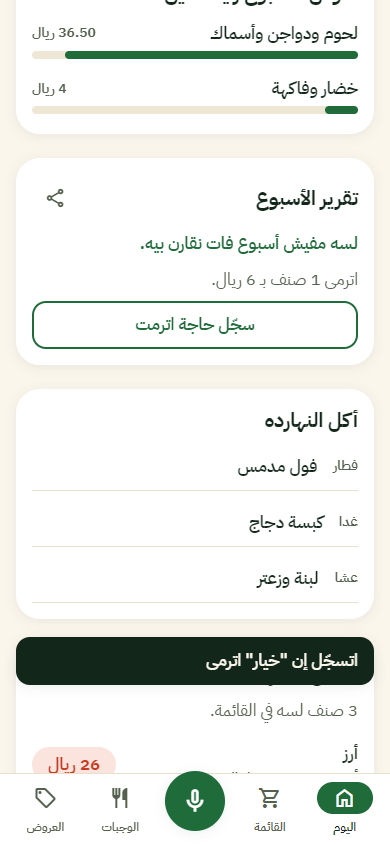 لحوم ودواجن وأسماك 36.50 ريال
خضار وفاكهة 4 ريال
تقرير الأسبوع
لسه مفيش أسبوع فات نقارن بيه.
اترمى 1 صنف بـ 6 ريال.
سجّل حاجة اترمت
أكل النهارده
فطار فول مدمس
غدا كبسة دجاج
عشا لبنة وزعتر
اتسجّل إن "خيار" اترمى
3 صنف لسه في القائمة.
أرز 26 ريال
اليوم
القائمة
الوجبات
العروض